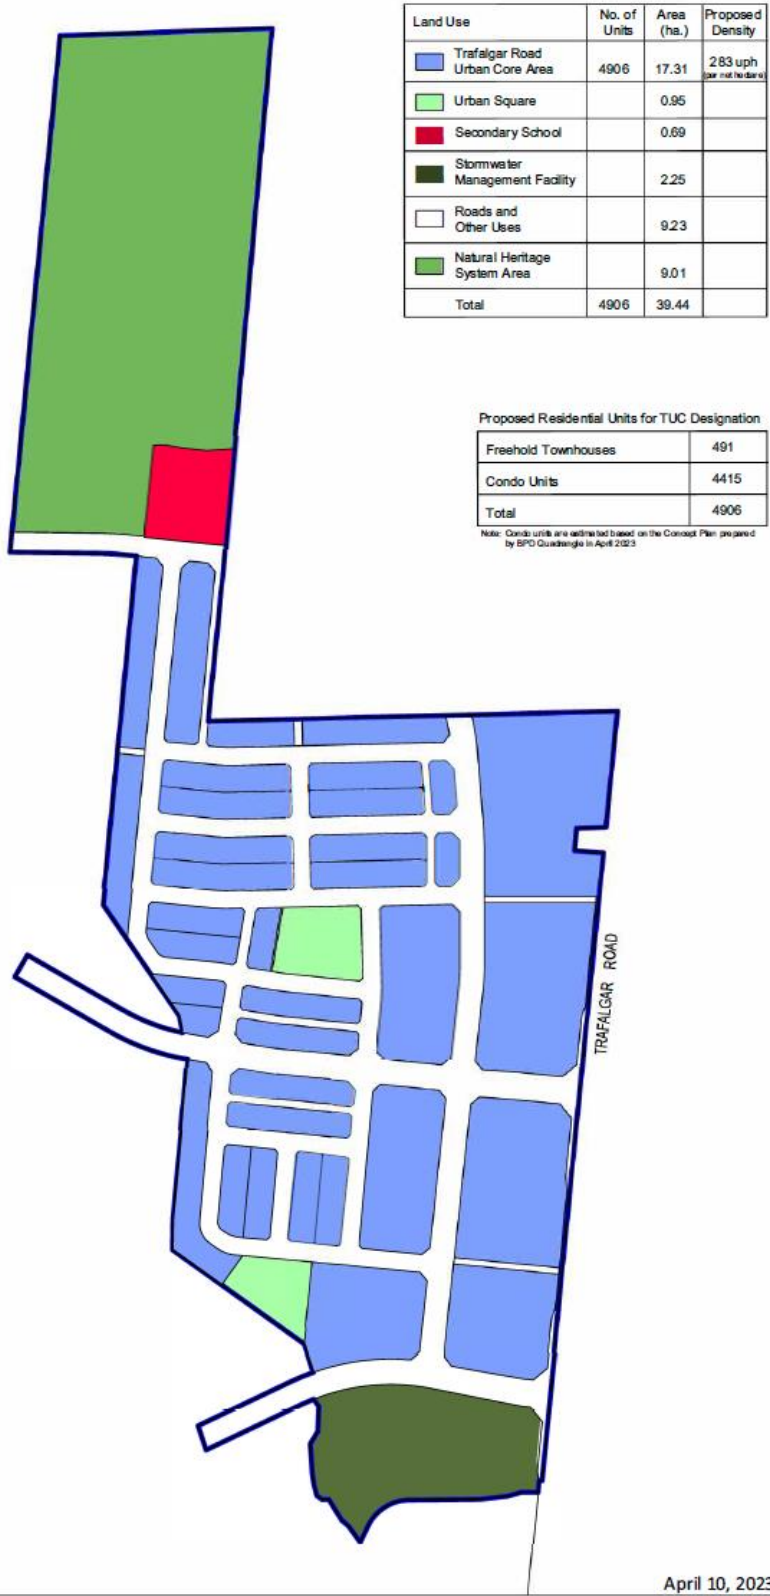 Land Use No. of Units Area (ha.) Proposed Density
Trafalgar Road Urban Core Area 4906 17.31 283 uph (per net hectare)
Urban Square 0.95
Secondary School 0.69
Stormwater Management Facility 2.25
Roads and Other Uses 9.23
Natural Heritage System Area 9.01
Total 4906 39.44
Proposed Residential Units for TUC Designation
Freehold Townhouses 491
Condo Units 4415
Total 4906
Note: Condo units are estimated based on the Concept Plan prepared
by BPD Quadrangle in April 2023
TRAFALGAR ROAD
April 10, 2023